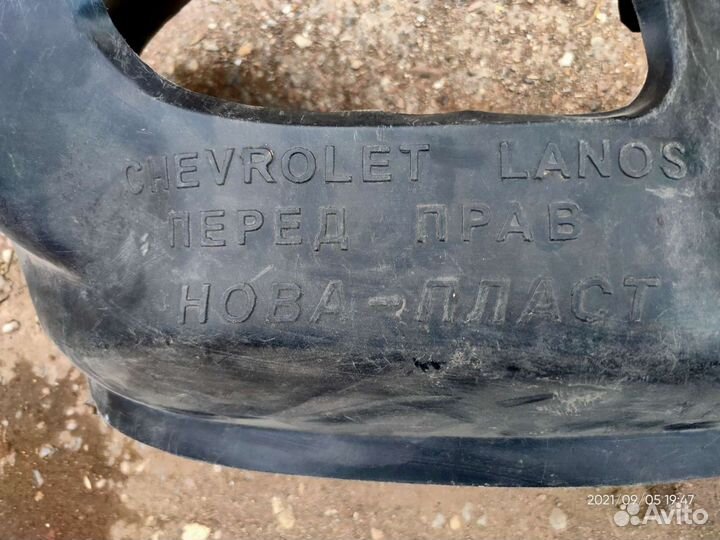 CHEVROLET LANOS
ПЕРЕД ПРАВ
НОВА-ПЛАСТ
2021/09/05 19:47
Avito